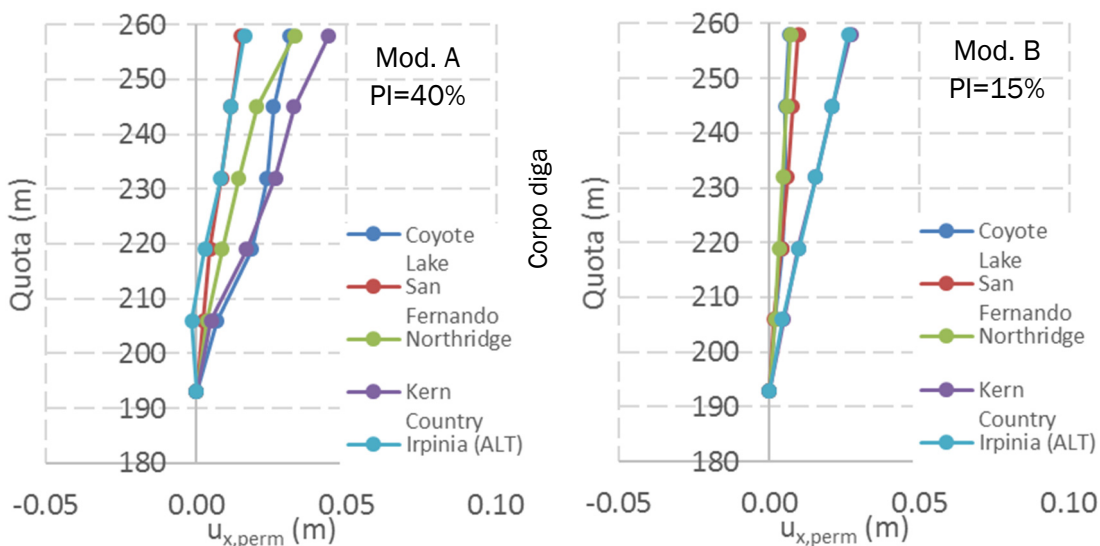 260
250
240
230
220
210
200
190
180
Quota (m)
Mod. A
PI=40%
Coyote
Lake
San
Fernando
Northridge
Kern
Country
Irpinia (ALT)
-0.05
0.00
0.05
0.10
ux,perm (m)
Corpo diga
260
250
240
230
220
210
200
190
180
Quota (m)
Mod. B
PI=15%
Coyote
Lake
San
Fernando
Northridge
Kern
Country
Irpinia (ALT)
-0.05
0.00
0.05
0.10
ux,perm (m)